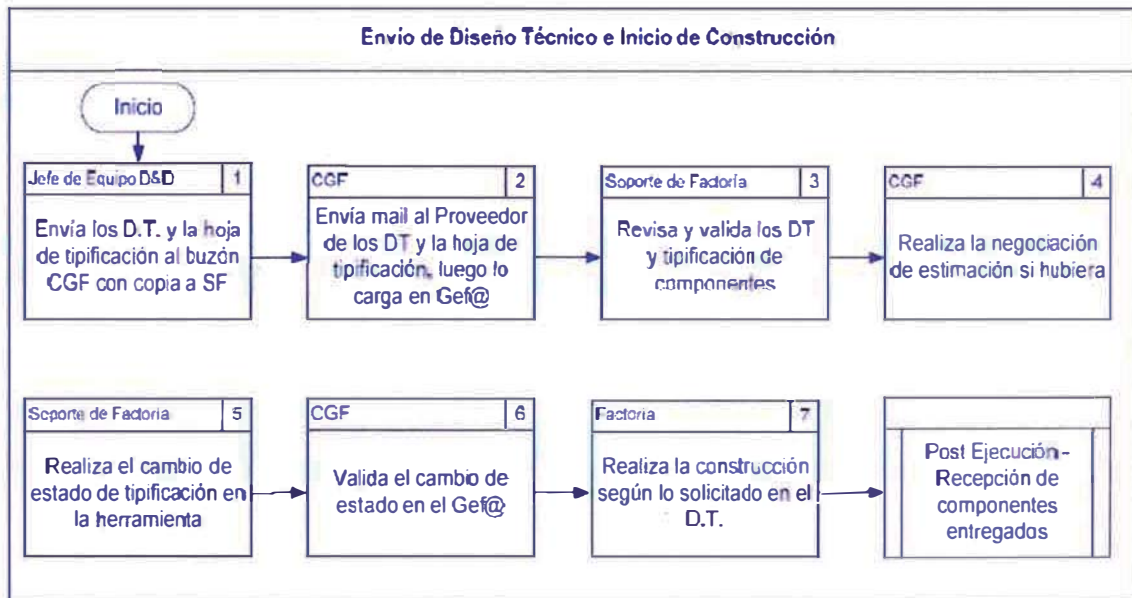 Envío de Diseño Técnico e Inicio de Construcción
Inicio
Jefe de Equipo D&D 1
Envía los D.T. y la hoja
de tipificación al buzón
CGF con copia a SF
CGF 2
Envía mail al Proveedor
de los DT y la hoja de
tipificación, luego lo
carga en Gef@
Soporte de Factoría 3
Revisa y valida los DT
y tipificación de
componentes
CGF 4
Realiza la negociación
de estimación si hubiera
Soporte de Factoria 5
Realiza el cambio de
estado de tipificación en
la herramienta
CGF 6
Valida el cambio de
estado en el Gef@
Factoria 7
Realiza la construcción
según lo solicitado en el
D.T.
Post Ejecución -
Recepción de
componentes
entregados